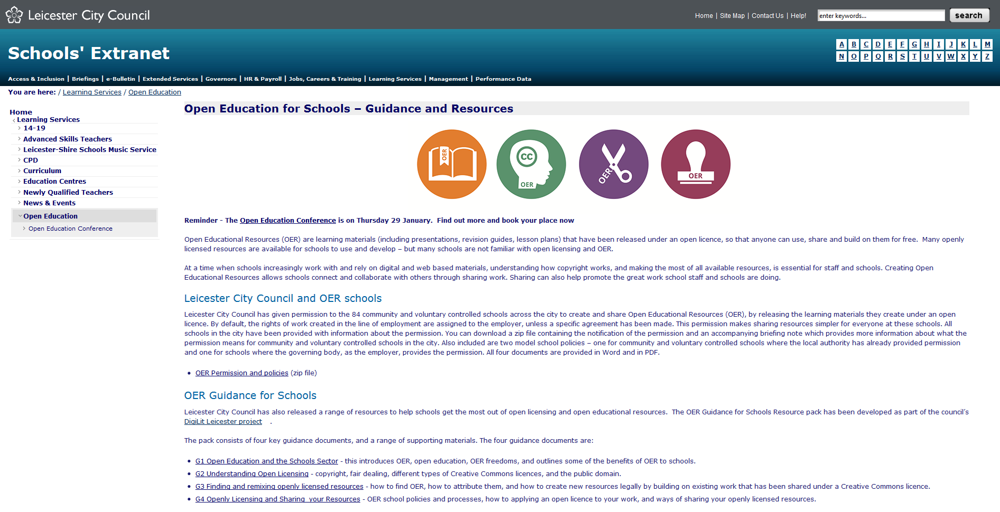 Leicester City Council
Home | Site Map | Contact Us | Help!
enter keywords...
search
Schools' Extranet
A B C D E F G H I J K L M
N O P Q R S T U V W X Y Z
Access & Inclusion | Briefings | e-Bulletin | Extended Services | Governors | HR & Payroll | Jobs, Careers & Training | Learning Services | Management | Performance Data
You are here: / Learning Services / Open Education
Home
Learning Services
14-19
Advanced Skills Teachers
Leicester-Shire Schools Music Service
CPD
Curriculum
Education Centres
Newly Qualified Teachers
News & Events
Open Education
Open Education Conference
Open Education for Schools – Guidance and Resources
OER
CC
OER
OER
OER
Reminder - The Open Education Conference is on Thursday 29 January.  Find out more and book your place now
Open Educational Resources (OER) are learning materials (including presentations, revision guides, lesson plans) that have been released under an open licence, so that anyone can use, share and build on them for free.  Many openly
licensed resources are available for schools to use and develop – but many schools are not familiar with open licensing and OER.
At a time when schools increasingly work with and rely on digital and web based materials, understanding how copyright works, and making the most of all available resources, is essential for staff and schools. Creating Open
Educational Resources allows schools connect and collaborate with others through sharing work. Sharing can also help promote the great work school staff and schools are doing.
Leicester City Council and OER schools
Leicester City Council has given permission to the 84 community and voluntary controlled schools across the city to create and share Open Educational Resources (OER), by releasing the learning materials they create under an open
licence. By default, the rights of work created in the line of employment are assigned to the employer, unless a specific agreement has been made. This permission makes sharing resources simpler for everyone at these schools. All
schools in the city have been provided with information about the permission. You can download a zip file containing the notification of the permission and an accompanying briefing note which provides more information about what the
permission means for community and voluntary controlled schools in the city. Also included are two model school policies – one for community and voluntary controlled schools where the local authority has already provided permission
and one for schools where the governing body, as the employer, provides the permission. All four documents are provided in Word and in PDF.
• OER Permission and policies (zip file)
OER Guidance for Schools
Leicester City Council has also released a range of resources to help schools get the most out of open licensing and open educational resources.  The OER Guidance for Schools Resource pack has been developed as part of the council’s
DigiLit Leicester project .
The pack consists of four key guidance documents, and a range of supporting materials. The four guidance documents are:
• G1 Open Education and the Schools Sector - this introduces OER, open education, OER freedoms, and outlines some of the benefits of OER to schools.
• G2 Understanding Open Licensing - copyright, fair dealing, different types of Creative Commons licences, and the public domain.
• G3 Finding and remixing openly licensed resources - how to find OER, how to attribute them, and how to create new resources legally by building on existing work that has been shared under a Creative Commons licence.
• G4 Openly Licensing and Sharing  your Resources - OER school policies and processes, how to applying an open licence to your work, and ways of sharing your openly licensed resources.